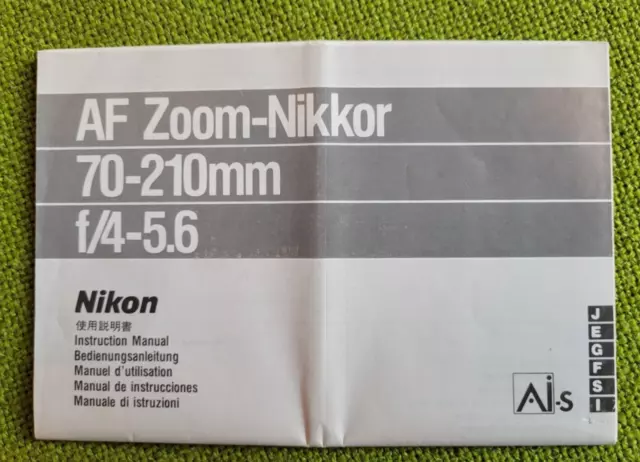 AF Zoom-Nikkor
70-210mm
f/4-5.6
Nikon
使用説明書
Instruction Manual
Bedienungsanleitung
Manuel d'utilisation
Manual de instrucciones
Manuale di istruzioni
J
E
G
F
S
I
Ai-s